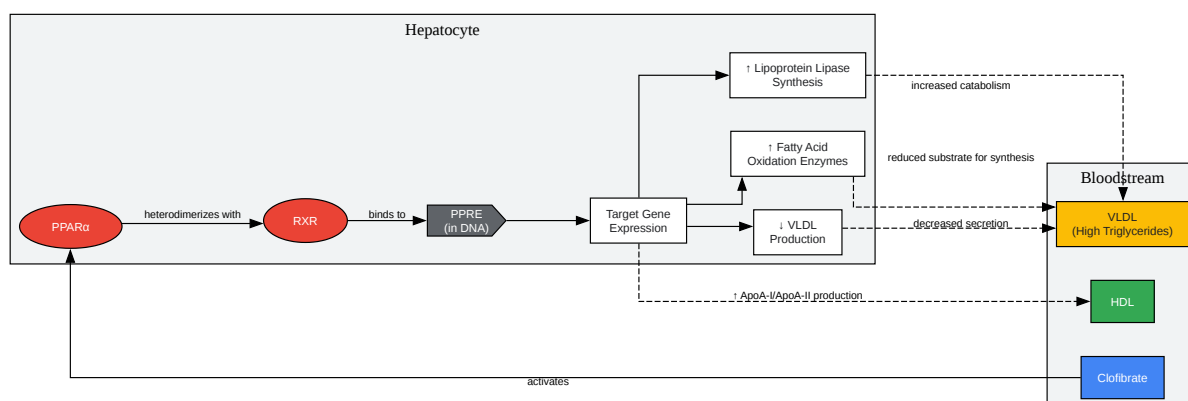 Hepatocyte
↑ Lipoprotein Lipase
Synthesis
increased catabolism
↑ Fatty Acid
Oxidation Enzymes
reduced substrate for synthesis
Bloodstream
PPARα
heterodimerizes with
RXR
binds to
PPRE
(in DNA)
Target Gene
Expression
↓ VLDL
Production
decreased secretion
VLDL
(High Triglycerides)
↑ ApoA-I/ApoA-II production
HDL
activates
Clofibrate